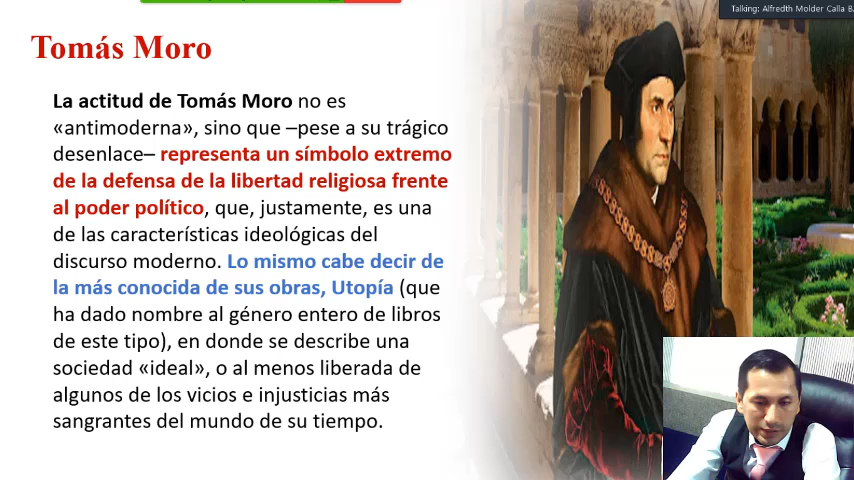 Talking: Alfredth Molder Calla B.
Tomás Moro
La actitud de Tomás Moro no es
«antimoderna», sino que –pese a su trágico
desenlace– representa un símbolo extremo
de la defensa de la libertad religiosa frente
al poder político, que, justamente, es una
de las características ideológicas del
discurso moderno. Lo mismo cabe decir de
la más conocida de sus obras, Utopía (que
ha dado nombre al género entero de libros
de este tipo), en donde se describe una
sociedad «ideal», o al menos liberada de
algunos de los vicios e injusticias más
sangrantes del mundo de su tiempo.